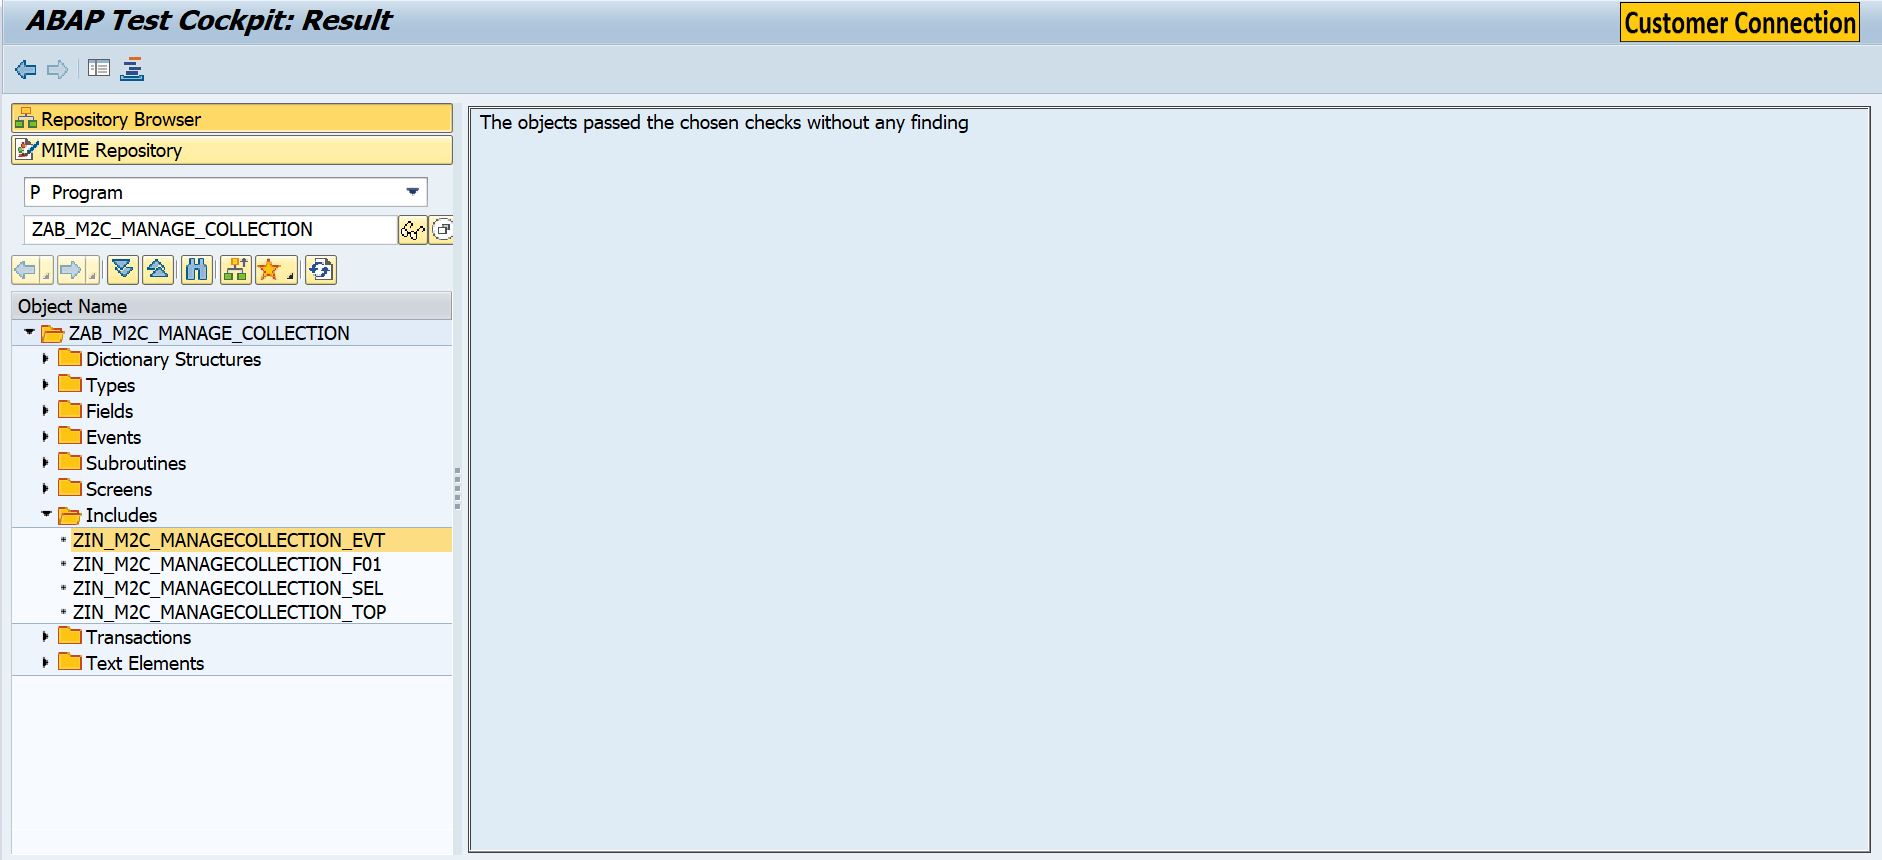 ABAP Test Cockpit: Result
Customer Connection
Repository Browser
MIME Repository
P Program
ZAB_M2C_MANAGE_COLLECTION
Object Name
ZAB_M2C_MANAGE_COLLECTION
Dictionary Structures
Types
Fields
Events
Subroutines
Screens
Includes
ZIN_M2C_MANAGECOLLECTION_EVT
ZIN_M2C_MANAGECOLLECTION_F01
ZIN_M2C_MANAGECOLLECTION_SEL
ZIN_M2C_MANAGECOLLECTION_TOP
Transactions
Text Elements
The objects passed the chosen checks without any finding